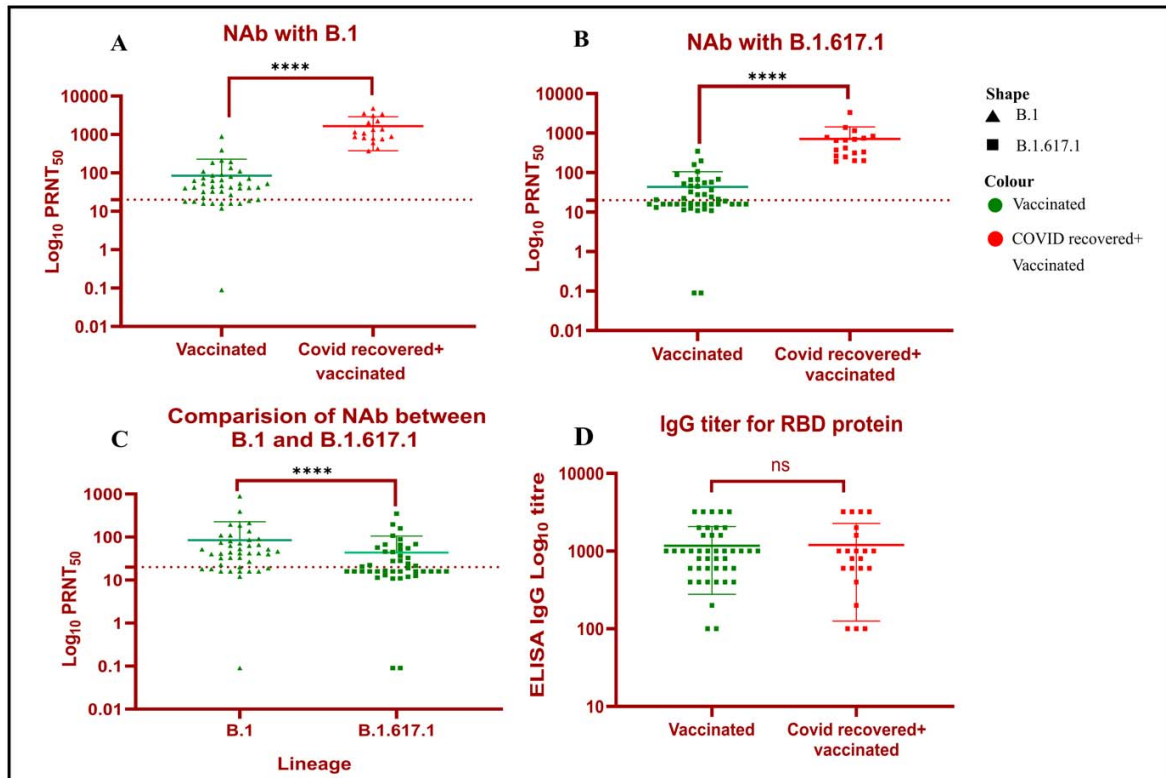 A
NAb with B.1
****
Log10 PRNT50
10000
1000
100
10
1
0.1
0.01
Vaccinated
Covid recovered+
vaccinated
B
NAb with B.1.617.1
****
Log10 PRNT50
10000
1000
100
10
1
0.1
0.01
Vaccinated
Covid recovered+
vaccinated
Shape
B.1
B.1.617.1
Colour
Vaccinated
COVID recovered+
Vaccinated
C
Comparision of NAb between
B.1 and B.1.617.1
****
Log10 PRNT50
1000
100
10
1
0.1
0.01
B.1
B.1.617.1
Lineage
D
IgG titer for RBD protein
ns
ELISA IgG Log10 titre
10000
1000
100
10
Vaccinated
Covid recovered+
vaccinated